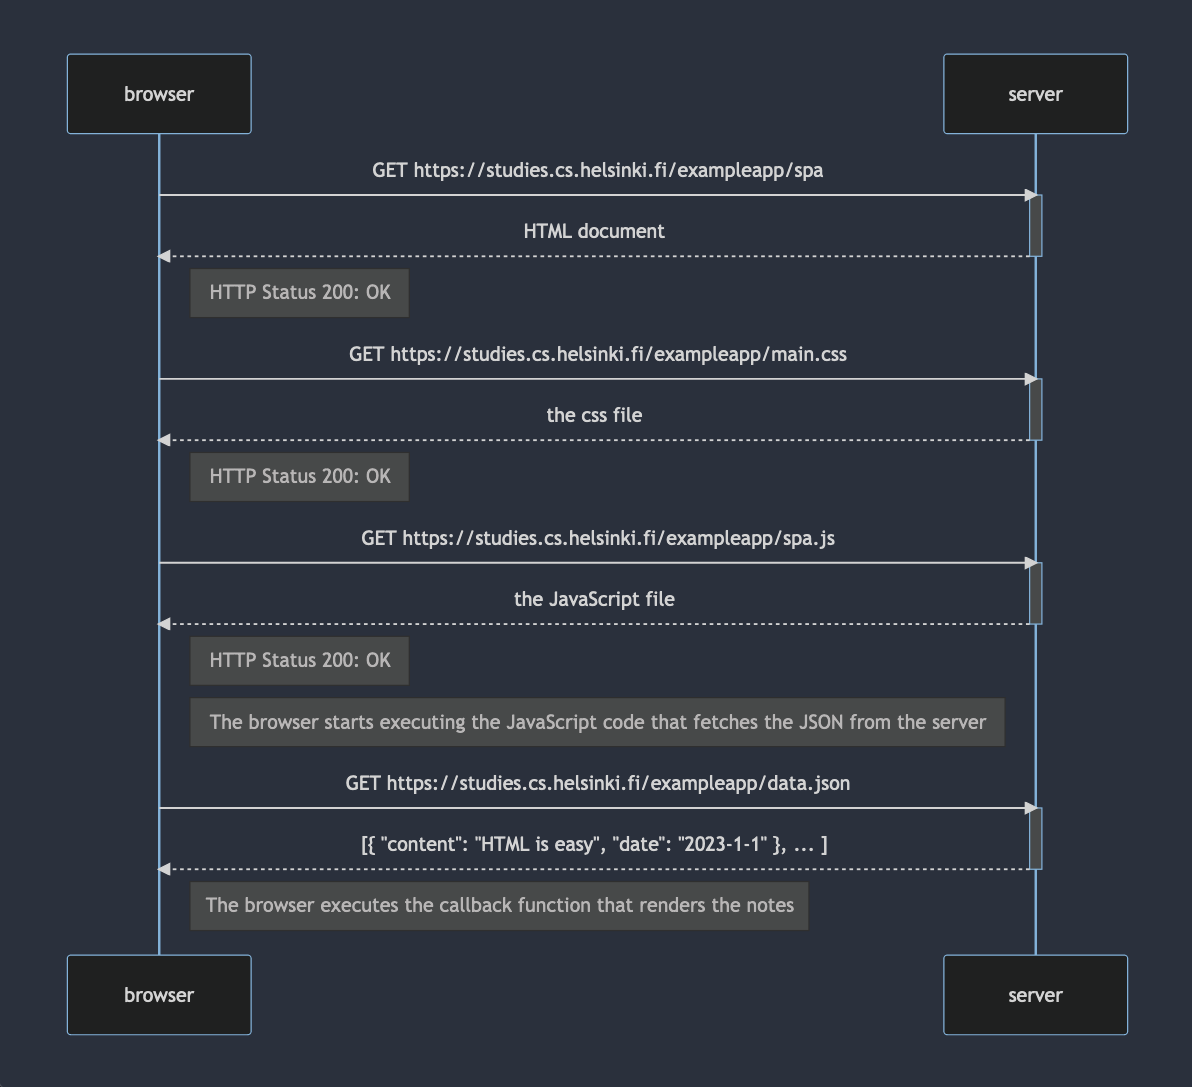 browser
server
GET https://studies.cs.helsinki.fi/exampleapp/spa
HTML document
HTTP Status 200: OK
GET https://studies.cs.helsinki.fi/exampleapp/main.css
the css file
HTTP Status 200: OK
GET https://studies.cs.helsinki.fi/exampleapp/spa.js
the JavaScript file
HTTP Status 200: OK
The browser starts executing the JavaScript code that fetches the JSON from the server
GET https://studies.cs.helsinki.fi/exampleapp/data.json
[{ "content": "HTML is easy", "date": "2023-1-1" }, ... ]
The browser executes the callback function that renders the notes
browser
server